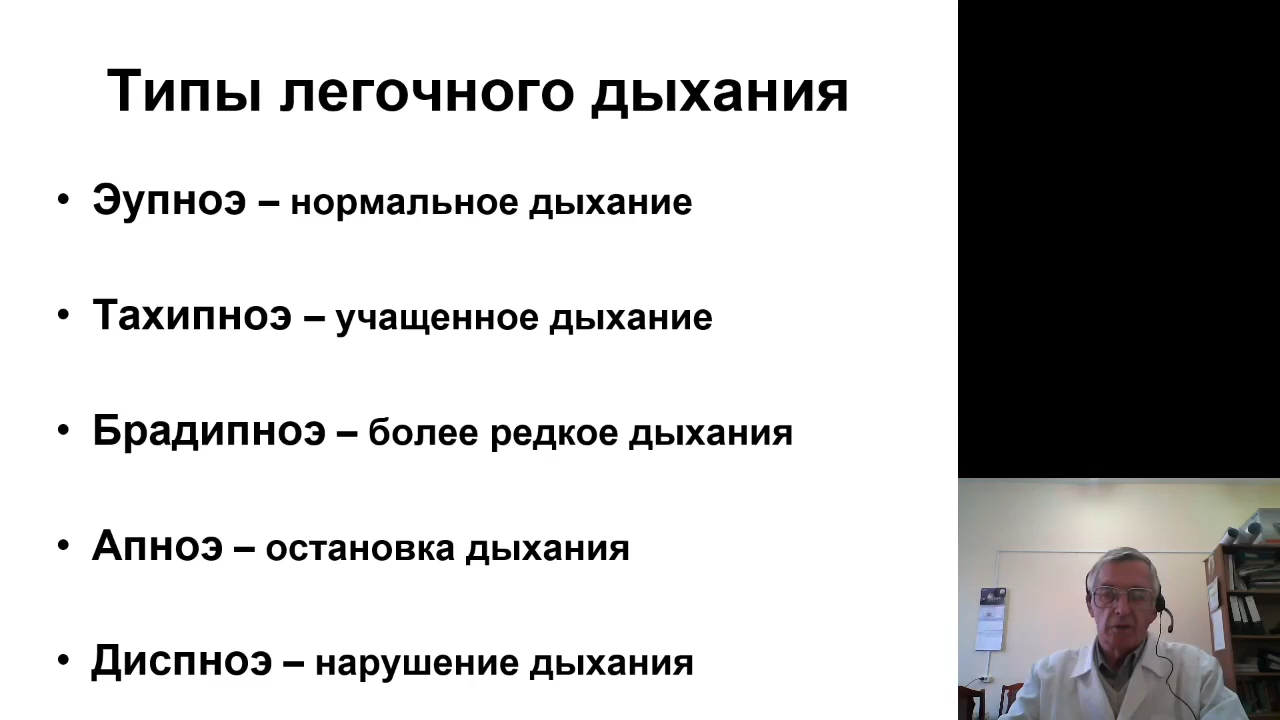 Типы легочного дыхания
• Эупноэ – нормальное дыхание
• Тахипноэ – учащенное дыхание
• Брадипноэ – более редкое дыхания
• Апноэ – остановка дыхания
• Диспноэ – нарушение дыхания